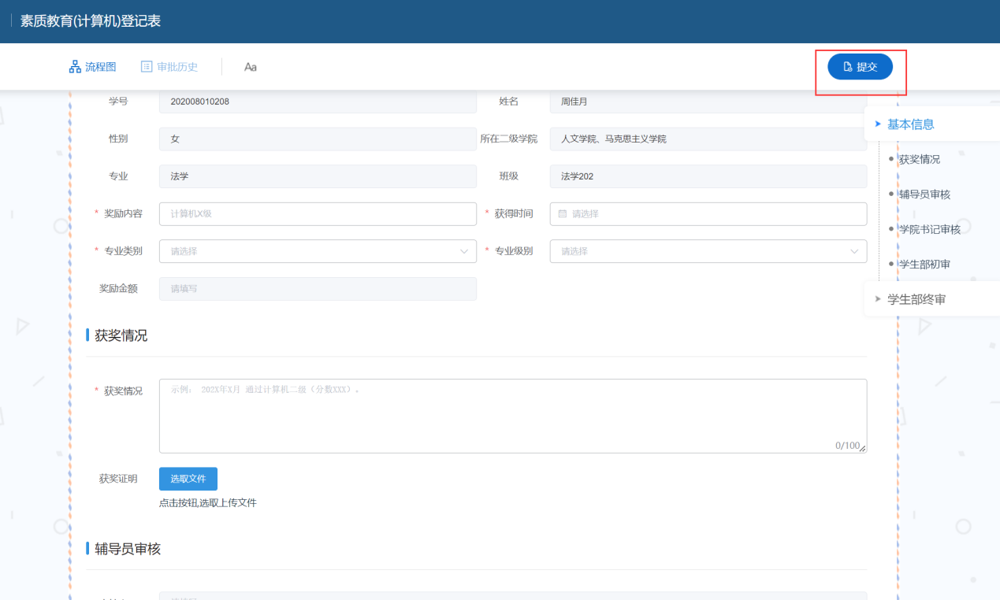 素质教育(计算机)登记表
流程图 审批历史 Aa 提交
学号 202008010208 姓名 周佳月
基本信息
性别 女 所在二级学院 人文学院、马克思主义学院
获奖情况
专业 法学 班级 法学202
辅导员审核
* 奖励内容 计算机X级 * 获得时间 请选择
学院书记审核
* 专业类别 请选择 * 专业级别 请选择
学生部初审
奖励金额 请填写
学生部终审
获奖情况
* 获奖情况 示例: 202X年X月 通过计算机二级（分数XXX）。
0/100
获奖证明 选取文件
点击按钮,选取上传文件
辅导员审核